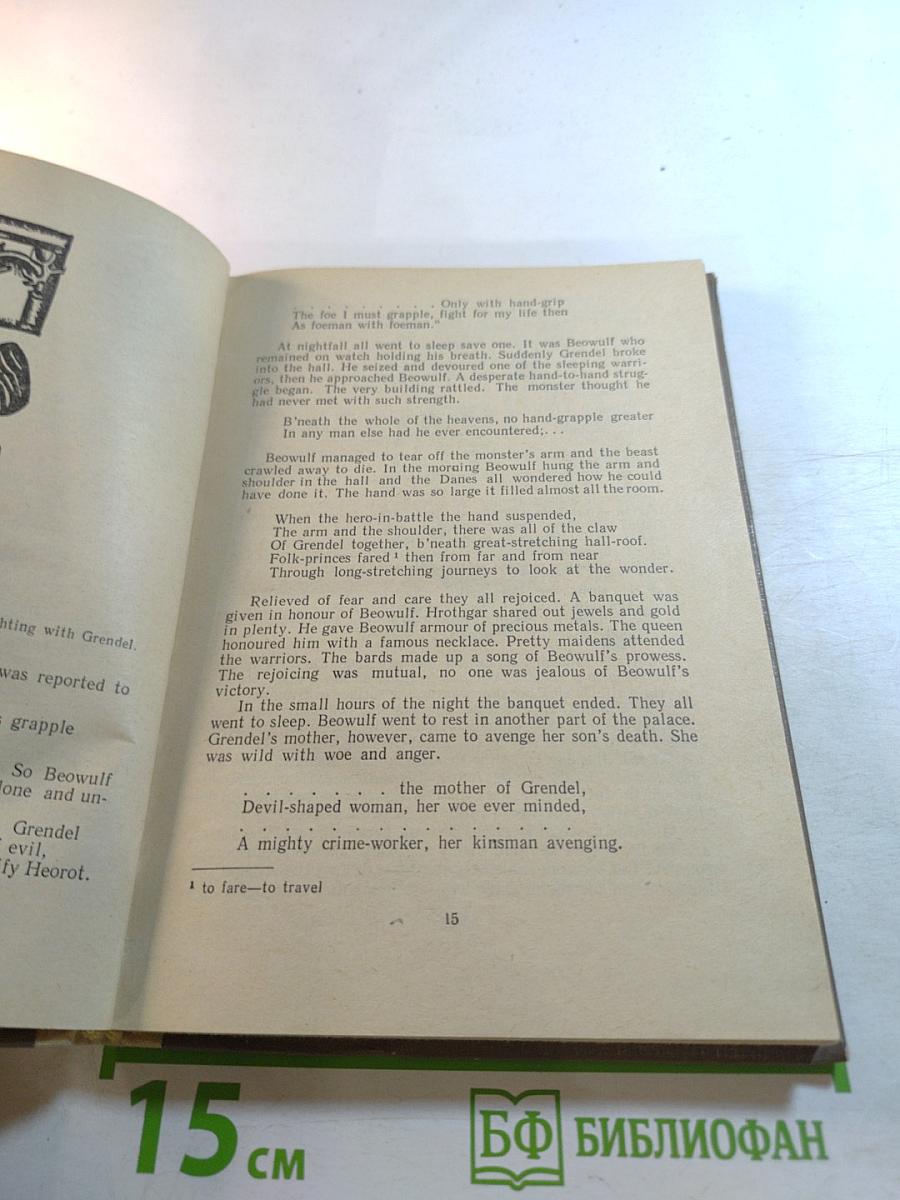 hting with Grendel.
was reported to
grapple
So Beowulf
lone and un-
Grendel
evil,
ify Heorot.
. . . . . . . . . Only with hand-grip
The foe I must grapple, fight for my life then
As foeman with foeman."
At nightfall all went to sleep save one. It was Beowulf who
remained on watch holding his breath. Suddenly Grendel broke
into the hall. He seized and devoured one of the sleeping warri-
ors, then he approached Beowulf. A desperate hand-to-hand strug-
gle began. The very building rattled. The monster thought he
had never met with such strength.
B'neath the whole of the heavens, no hand-grapple greater
In any man else had he ever encountered;...
Beowulf managed to tear off the monster's arm and the beast
crawled away to die. In the morning Beowulf hung the arm and
shoulder in the hall and the Danes all wondered how he could
have done it. The hand was so large it filled almost all the room.
When the hero-in-battle the hand suspended,
The arm and the shoulder, there was all of the claw
Of Grendel together, b'neath great-stretching hall-roof.
Folk-princes fared ¹ then from far and from near
Through long-stretching journeys to look at the wonder.
Relieved of fear and care they all rejoiced. A banquet was
given in honour of Beowulf. Hrothgar shared out jewels and gold
in plenty. He gave Beowulf armour of precious metals. The queen
honoured him with a famous necklace. Pretty maidens attended
the warriors. The bards made up a song of Beowulf's prowess.
The rejoicing was mutual, no one was jealous of Beowulf's
victory.
In the small hours of the night the banquet ended. They all
went to sleep. Beowulf went to rest in another part of the palace.
Grendel's mother, however, came to avenge her son's death. She
was wild with woe and anger.
. . . . . . . the mother of Grendel,
Devil-shaped woman, her woe ever minded,
. . . . . . . . . . . . . . .
A mighty crime-worker, her kinsman avenging.
¹ to fare—to travel
15
15 см
БФ БИБЛИОФАН